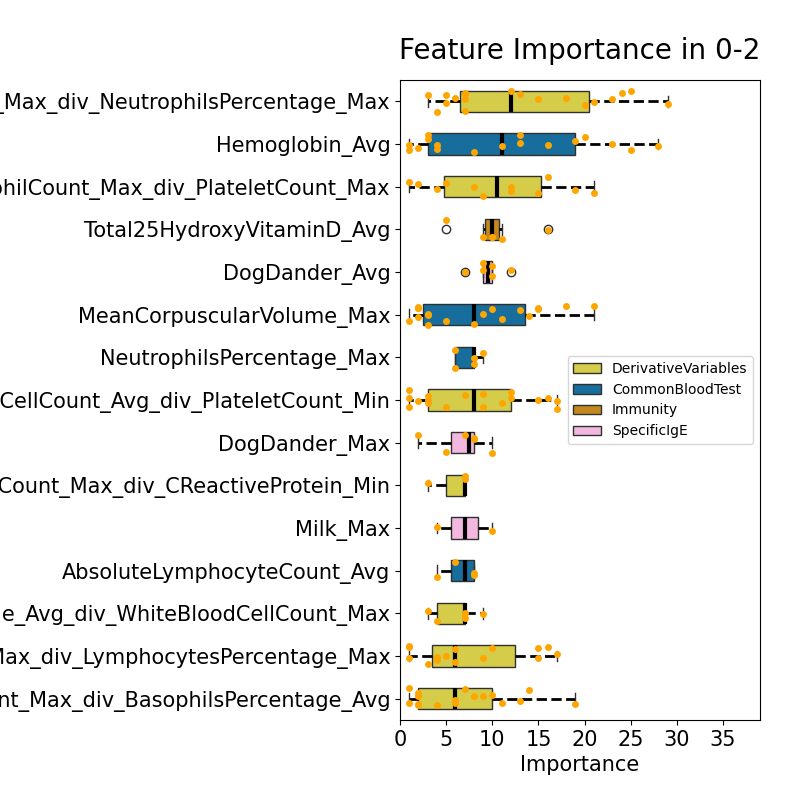 Feature Importance in 0-2
_Max_div_NeutrophilsPercentage_Max
Hemoglobin_Avg
philCount_Max_div_PlateletCount_Max
Total25HydroxyVitaminD_Avg
DogDander_Avg
MeanCorpuscularVolume_Max
NeutrophilsPercentage_Max
CellCount_Avg_div_PlateletCount_Min
DogDander_Max
Count_Max_div_CReactiveProtein_Min
Milk_Max
AbsoluteLymphocyteCount_Avg
e_Avg_div_WhiteBloodCellCount_Max
Max_div_LymphocytesPercentage_Max
nt_Max_div_BasophilsPercentage_Avg
DerivativeVariables
CommonBloodTest
Immunity
SpecificIgE
0 5 10 15 20 25 30 35
Importance